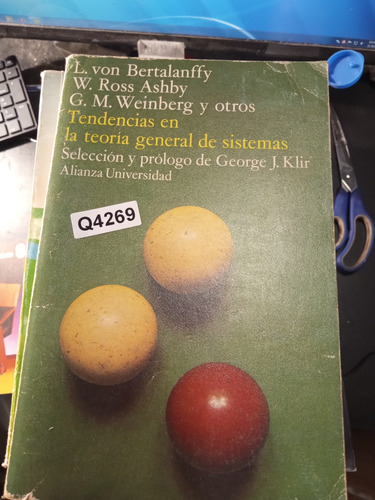 L. von Bertalanffy
W. Ross Ashby
G. M. Weinberg y otros
Tendencias en
la teoría general de sistemas
Selección y prólogo de George J. Klir
Alianza Universidad
Q4269